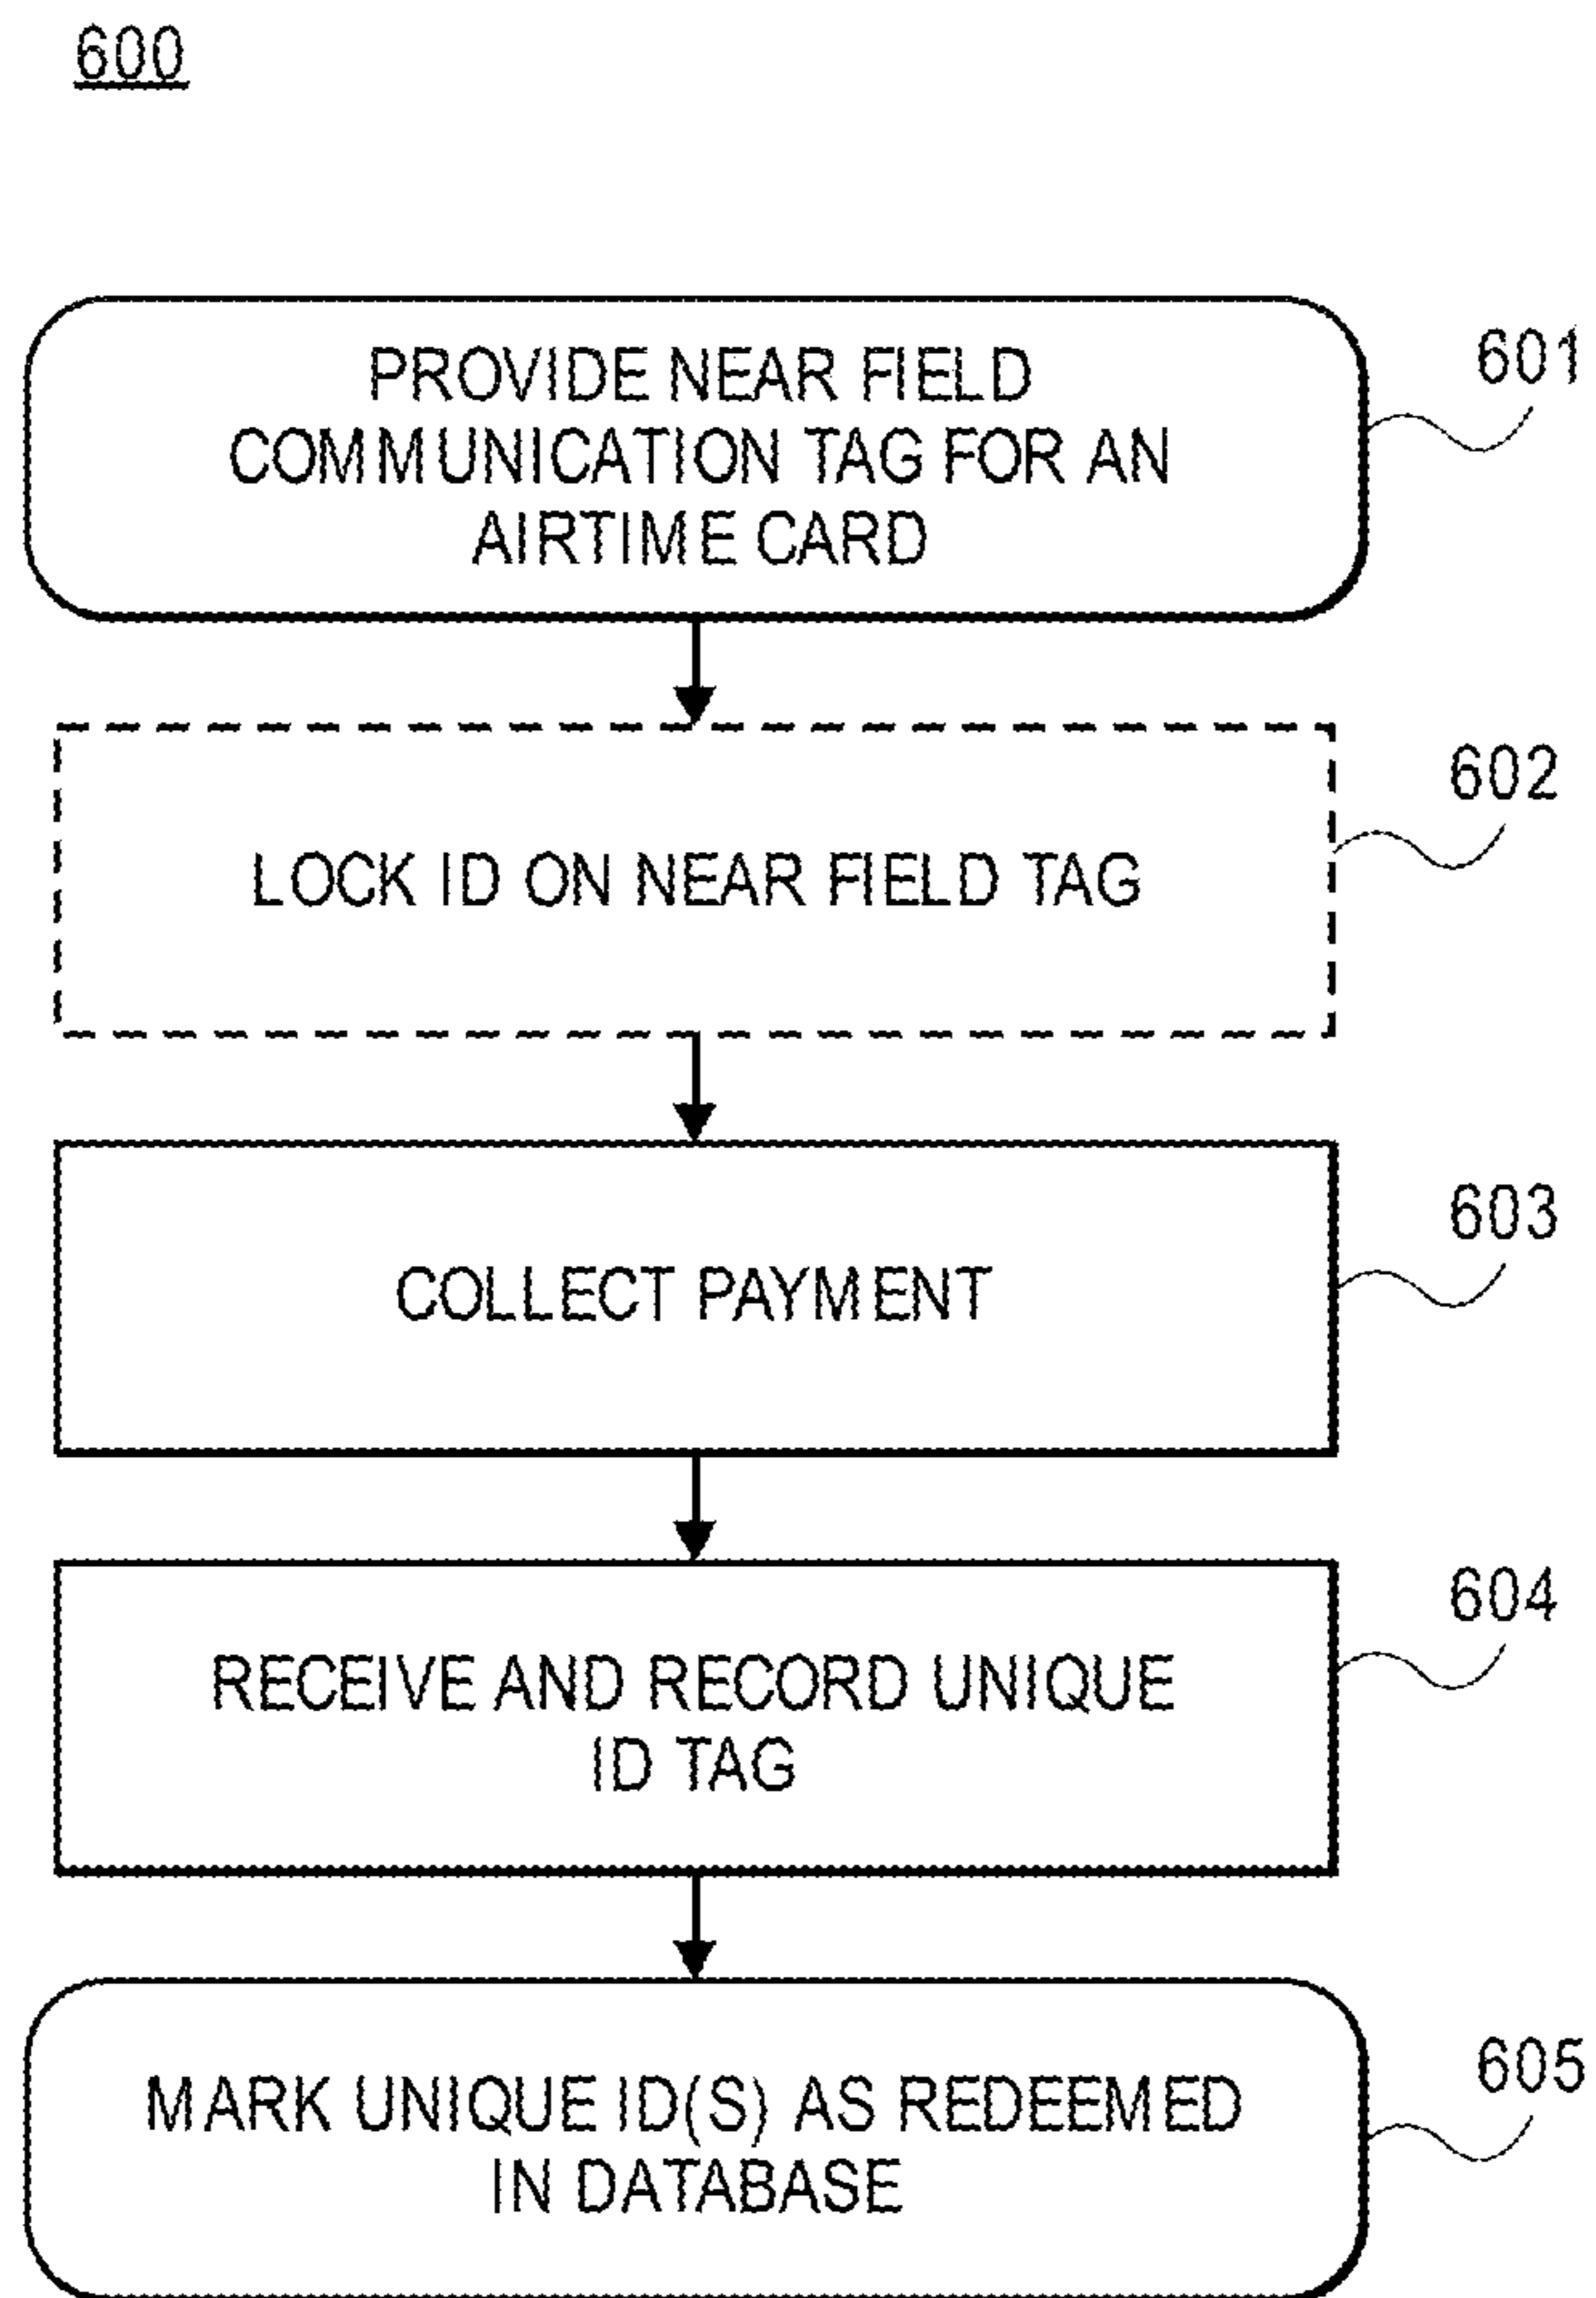 600
PROVIDE NEAR FIELD
COMMUNICATION TAG FOR AN
AIRTIME CARD
601
LOCK ID ON NEAR FIELD TAG
602
COLLECT PAYMENT
603
RECEIVE AND RECORD UNIQUE
ID TAG
604
MARK UNIQUE ID(S) AS REDEEMED
IN DATABASE
605